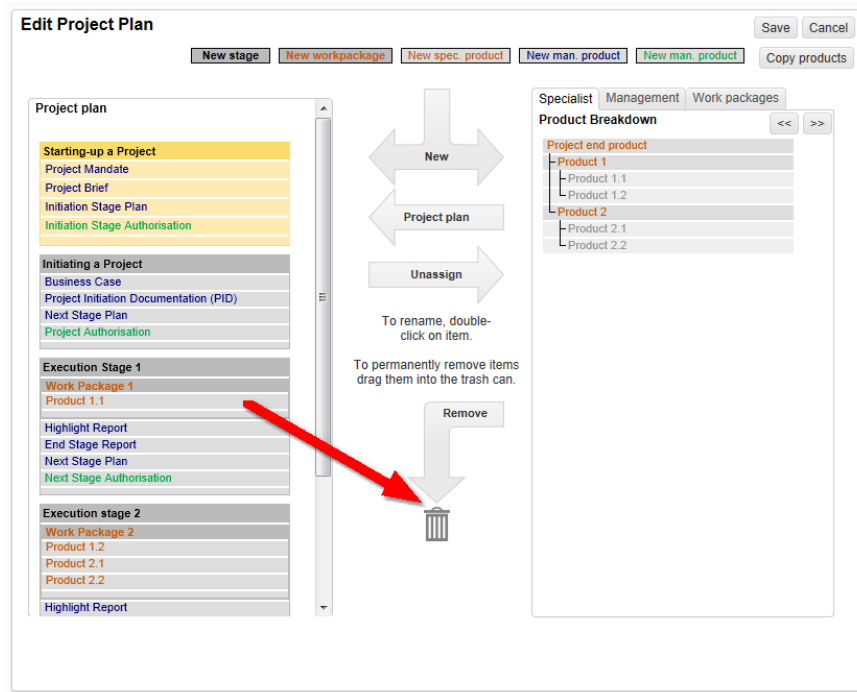 Edit Project Plan
Save Cancel
New stage New workpackage New spec. product New man. product New man. product Copy products
Project plan
Starting-up a Project
Project Mandate
Project Brief
Initiation Stage Plan
Initiation Stage Authorisation
Initiating a Project
Business Case
Project Initiation Documentation (PID)
Next Stage Plan
Project Authorisation
Execution Stage 1
Work Package 1
Product 1.1
Highlight Report
End Stage Report
Next Stage Plan
Next Stage Authorisation
Execution stage 2
Work Package 2
Product 1.2
Product 2.1
Product 2.2
Highlight Report
New
Project plan
Unassign
To rename, double-
click on item.
To permanently remove items
drag them into the trash can.
Remove
Specialist Management Work packages
Product Breakdown << >>
Project end product
Product 1
Product 1.1
Product 1.2
Product 2
Product 2.1
Product 2.2